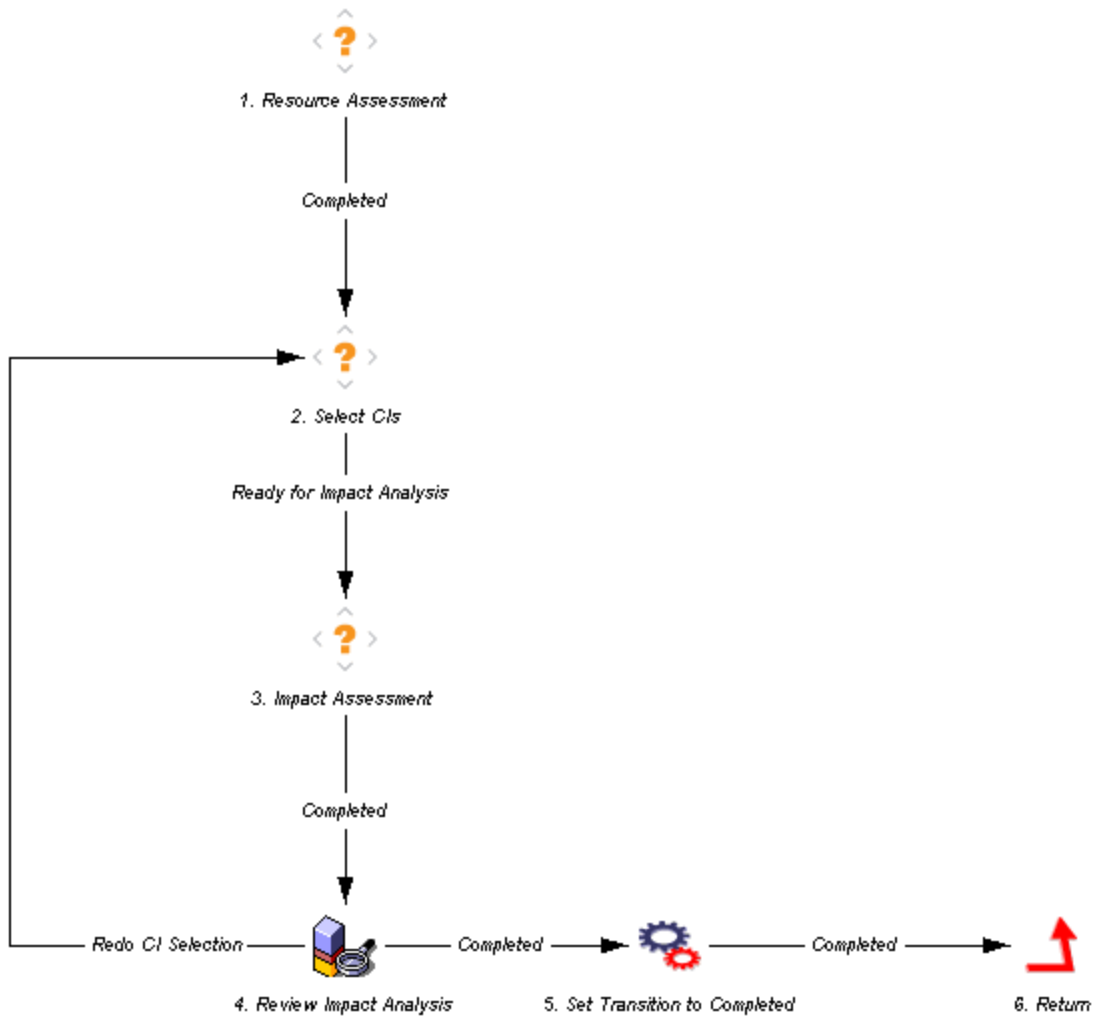 1. Resource Assessment
Completed
2. Select CIs
Ready for Impact Analysis
3. Impact Assessment
Completed
Redo CI Selection
Completed
Completed
4. Review Impact Analysis
5. Set Transition to Completed
6. Return